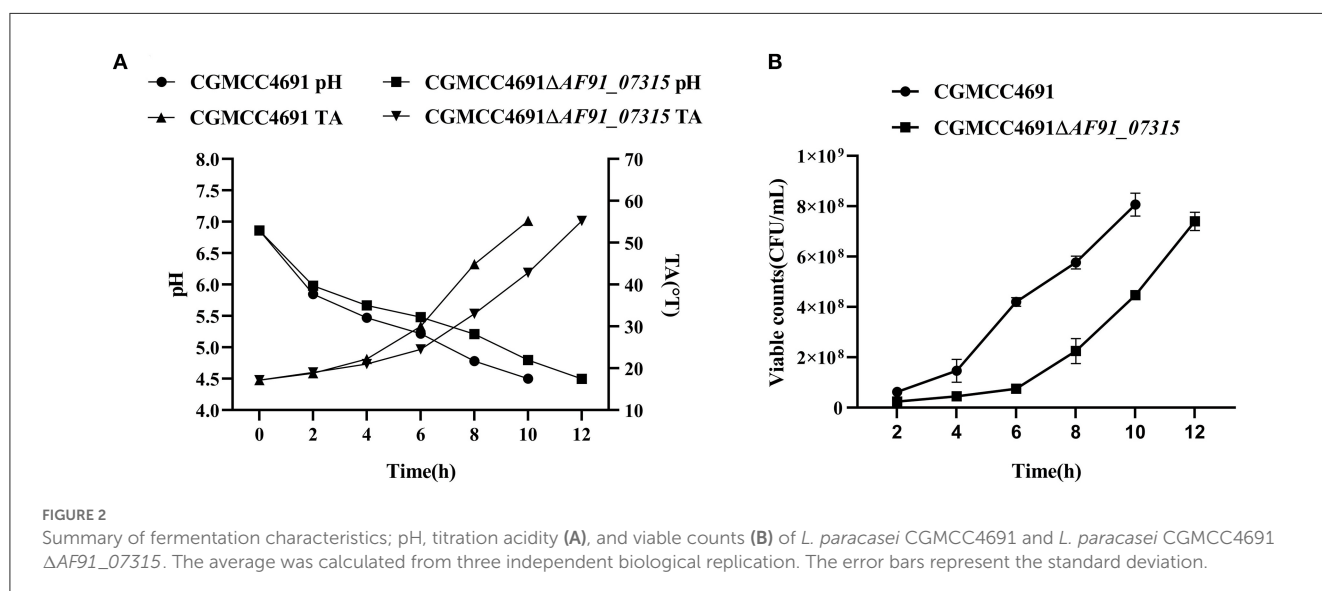 A
CGMCC4691 pH
CGMCC4691ΔAF91_07315 pH
CGMCC4691 TA
CGMCC4691ΔAF91_07315 TA
8.0
7.5
7.0
6.5
6.0
5.5
5.0
4.5
4.0
pH
70
60
50
40
30
20
10
TA(°T)
0 2 4 6 8 10 12
Time(h)
B
CGMCC4691
CGMCC4691ΔAF91_07315
1×10⁹
8×10⁸
6×10⁸
4×10⁸
2×10⁸
0
Viable counts(CFU/mL)
2 4 6 8 10 12
Time(h)
FIGURE 2
Summary of fermentation characteristics; pH, titration acidity (A), and viable counts (B) of L. paracasei CGMCC4691 and L. paracasei CGMCC4691
ΔAF91_07315. The average was calculated from three independent biological replication. The error bars represent the standard deviation.